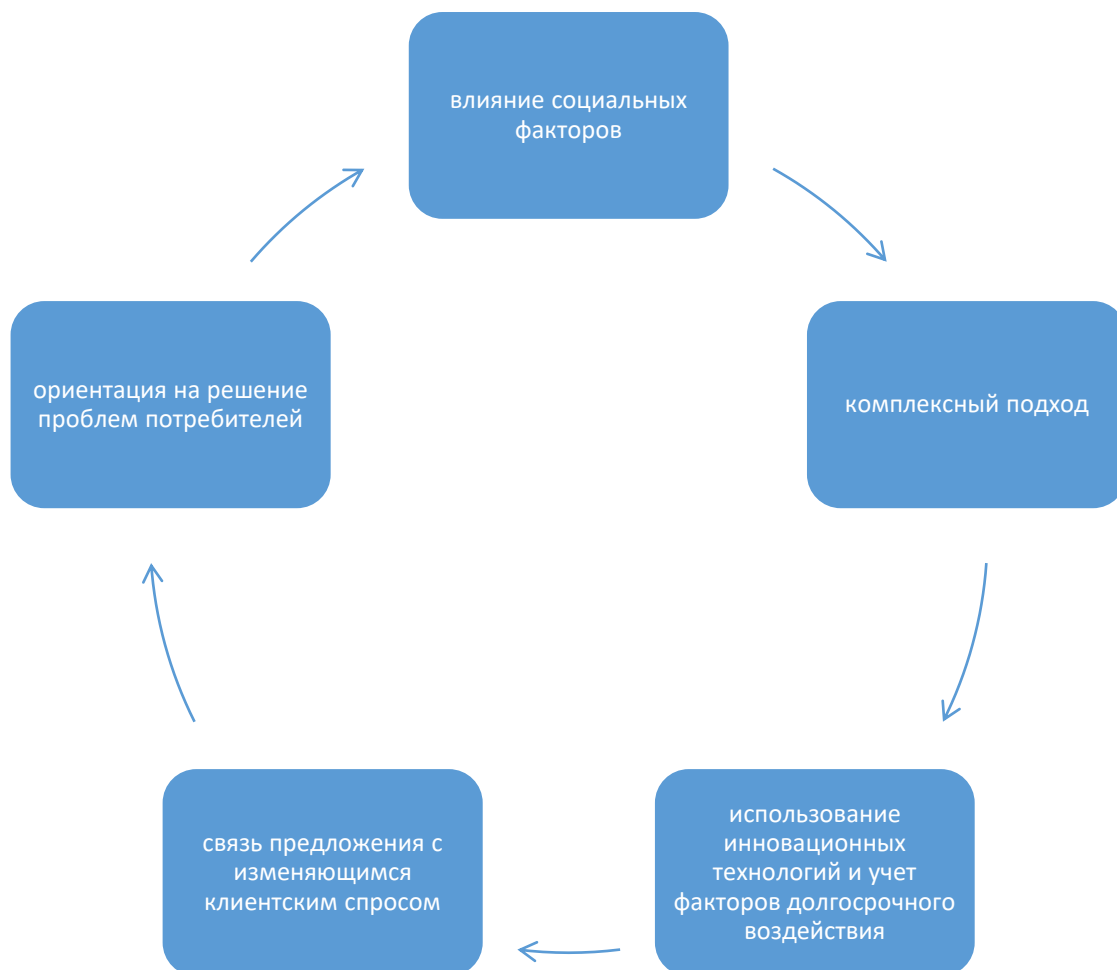 влияние социальных
факторов
ориентация на решение
проблем потребителей
комплексный подход
связь предложения с
изменяющимся
клиентским спросом
использование
инновационных
технологий и учет
факторов долгосрочного
воздействия